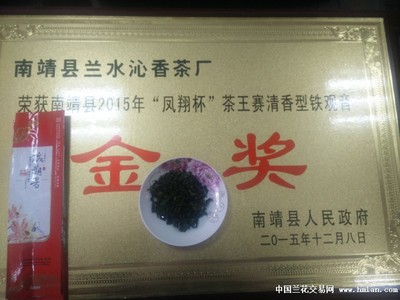 南靖县兰水沁香茶厂
荣获南靖县2015年“凤翔杯”茶王赛清香型铁观音
金奖
南靖县人民政府
二〇一五年十二月八日
中国兰花交易网 www.hmlan.com